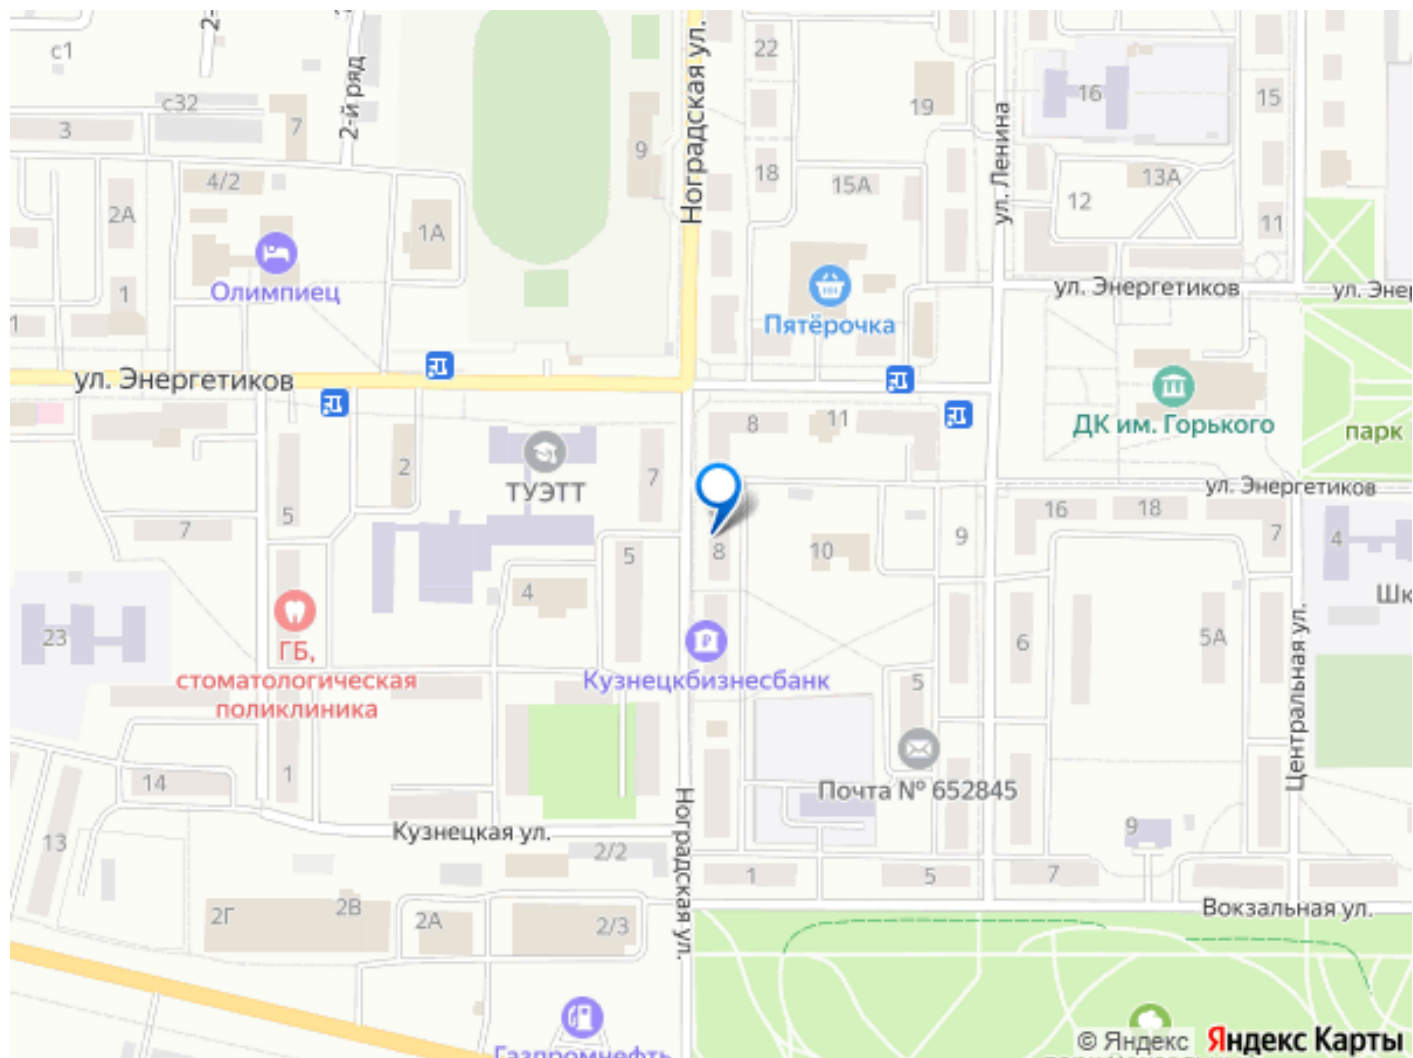 с1
2-й ряд
с32
3
7
4/2
2А
1А
9
Ноградская ул.
22
18
19
15А
ул. Ленина
16
15
12
13А
11
Олимпиец
1
1
Пятёрочка
ул. Энергетиков
ул. Энер
ул. Энергетиков
8
11
ДК им. Горького
парк
2
ТУЭТТ
7
ул. Энергетиков
5
7
16
18
7
4
5
8
10
9
4
Шк
23
ГБ,
стоматологическая
поликлиника
Кузнецкбизнесбанк
6
5А
5
Центральная ул.
14
1
Почта № 652845
13
Кузнецкая ул.
Ноградская ул.
2/2
9
1
5
7
2Г
2В
2А
2/3
Вокзальная ул.
Газпромнефть
© Яндекс Яндекс Карты